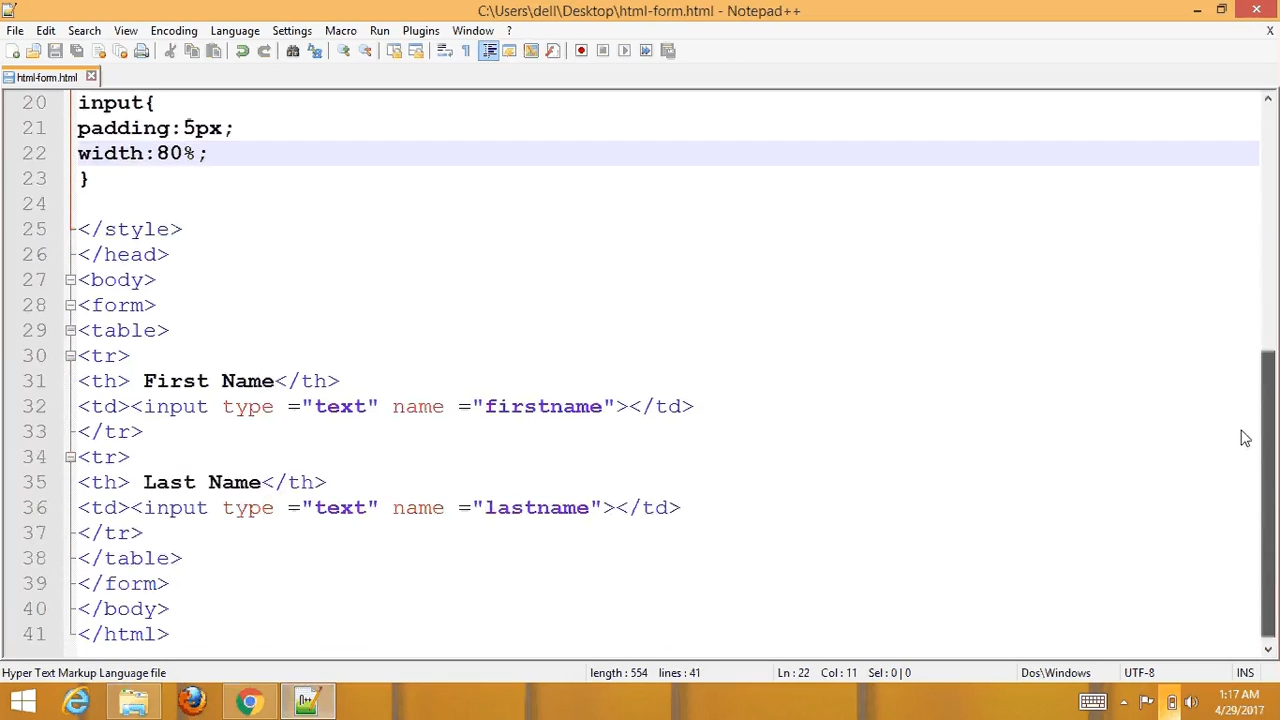 C:\Users\dell\Desktop\html-form.html - Notepad++
File Edit Search View Encoding Language Settings Macro Run Plugins Window ? X
html-form.html
20 input{
21 padding:5px;
22 width:80%;
23 }
24
25 </style>
26 </head>
27 <body>
28 <form>
29 <table>
30 <tr>
31 <th> First Name</th>
32 <td><input type ="text" name ="firstname"></td>
33 </tr>
34 <tr>
35 <th> Last Name</th>
36 <td><input type ="text" name ="lastname"></td>
37 </tr>
38 </table>
39 </form>
40 </body>
41 </html>
Hyper Text Markup Language file length : 554 lines : 41 Ln : 22 Col : 11 Sel : 0 | 0 Dos\Windows UTF-8 INS
1:17 AM
4/29/2017